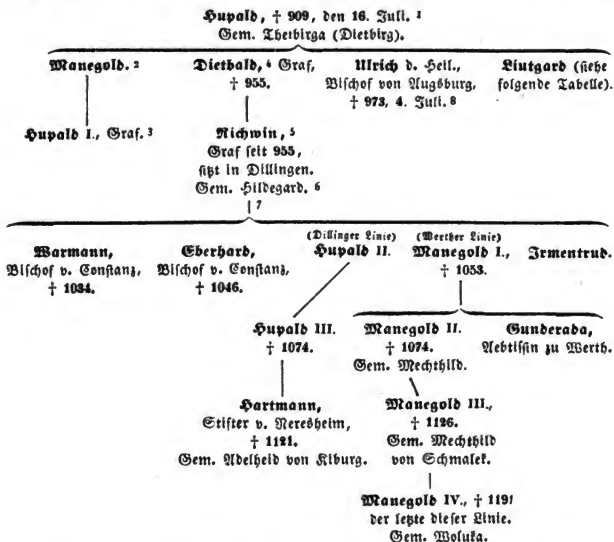 Hupald, † 909, den 16. Juli. 1
Gem. Thetbirga (Dietbirg).
Manegold. 2
Dietbald, 4 Graf,
† 955.
Ulrich d. Heil.,
Bischof von Augsburg,
† 973, 4. Juli. 8
Liutgard (siehe
folgende Tabelle).
Hupald I., Graf. 3
Richwin, 5
Graf seit 955,
sitzt in Dillingen.
Gem. Hildegard. 6
7
Warmann,
Bischof v. Constanz,
† 1034.
Eberhard,
Bischof v. Constanz,
† 1046.
(Dillinger Linie)
Hupald II.
(Werther Linie)
Manegold I.,
† 1053.
Irmentrud.
Hupald III.
† 1074.
Manegold II.
† 1074.
Gem. Mechthild.
Gunderada,
Aebtissin zu Werth.
Hartmann,
Stifter v. Neresheim,
† 1121.
Gem. Adelheid von Kiburg.
Manegold III.,
† 1126.
Gem. Mechthild
von Schmalek.
Manegold IV., † 1191
der letzte dieser Linie.
Gem. Woluka.